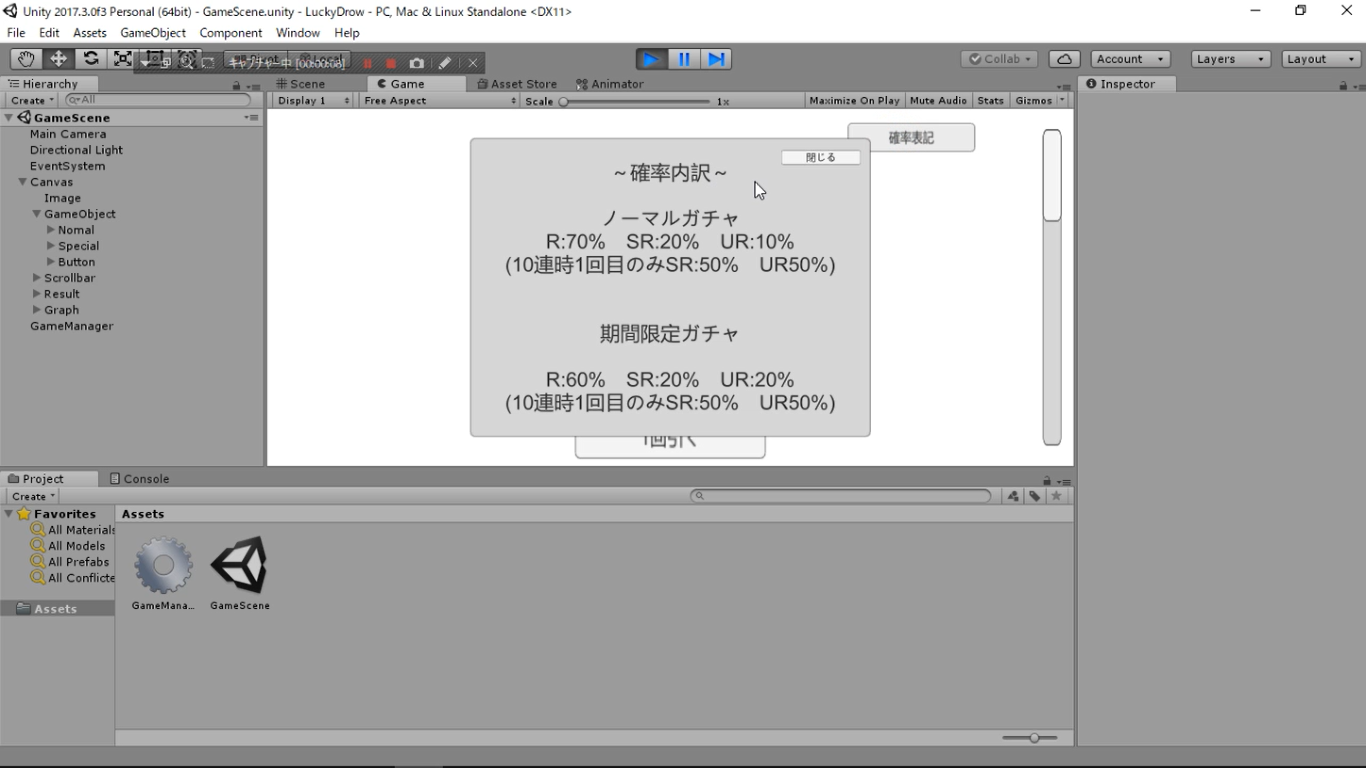 Unity 2017.3.0f3 Personal (64bit) - GameScene.unity - LuckyDrow - PC, Mac & Linux Standalone <DX11>
File Edit Assets GameObject Component Window Help
キャプチャー中 [00:00:08]
Collab Account Layers Layout
Hierarchy
Create All
GameScene
Main Camera
Directional Light
EventSystem
Canvas
Image
GameObject
Nomal
Special
Button
Scrollbar
Result
Graph
GameManager
Scene Game Asset Store Animator
Display 1 Free Aspect Scale 1x Maximize On Play Mute Audio Stats Gizmos
確率表記
閉じる
~確率内訳~
ノーマルガチャ
R:70% SR:20% UR:10%
(10連時1回目のみSR:50% UR50%)
期間限定ガチャ
R:60% SR:20% UR:20%
(10連時1回目のみSR:50% UR50%)
1回引く
Inspector
Project Console
Create
Favorites
All Materials
All Models
All Prefabs
All Conflicte
Assets
Assets
GameMana...
GameScene